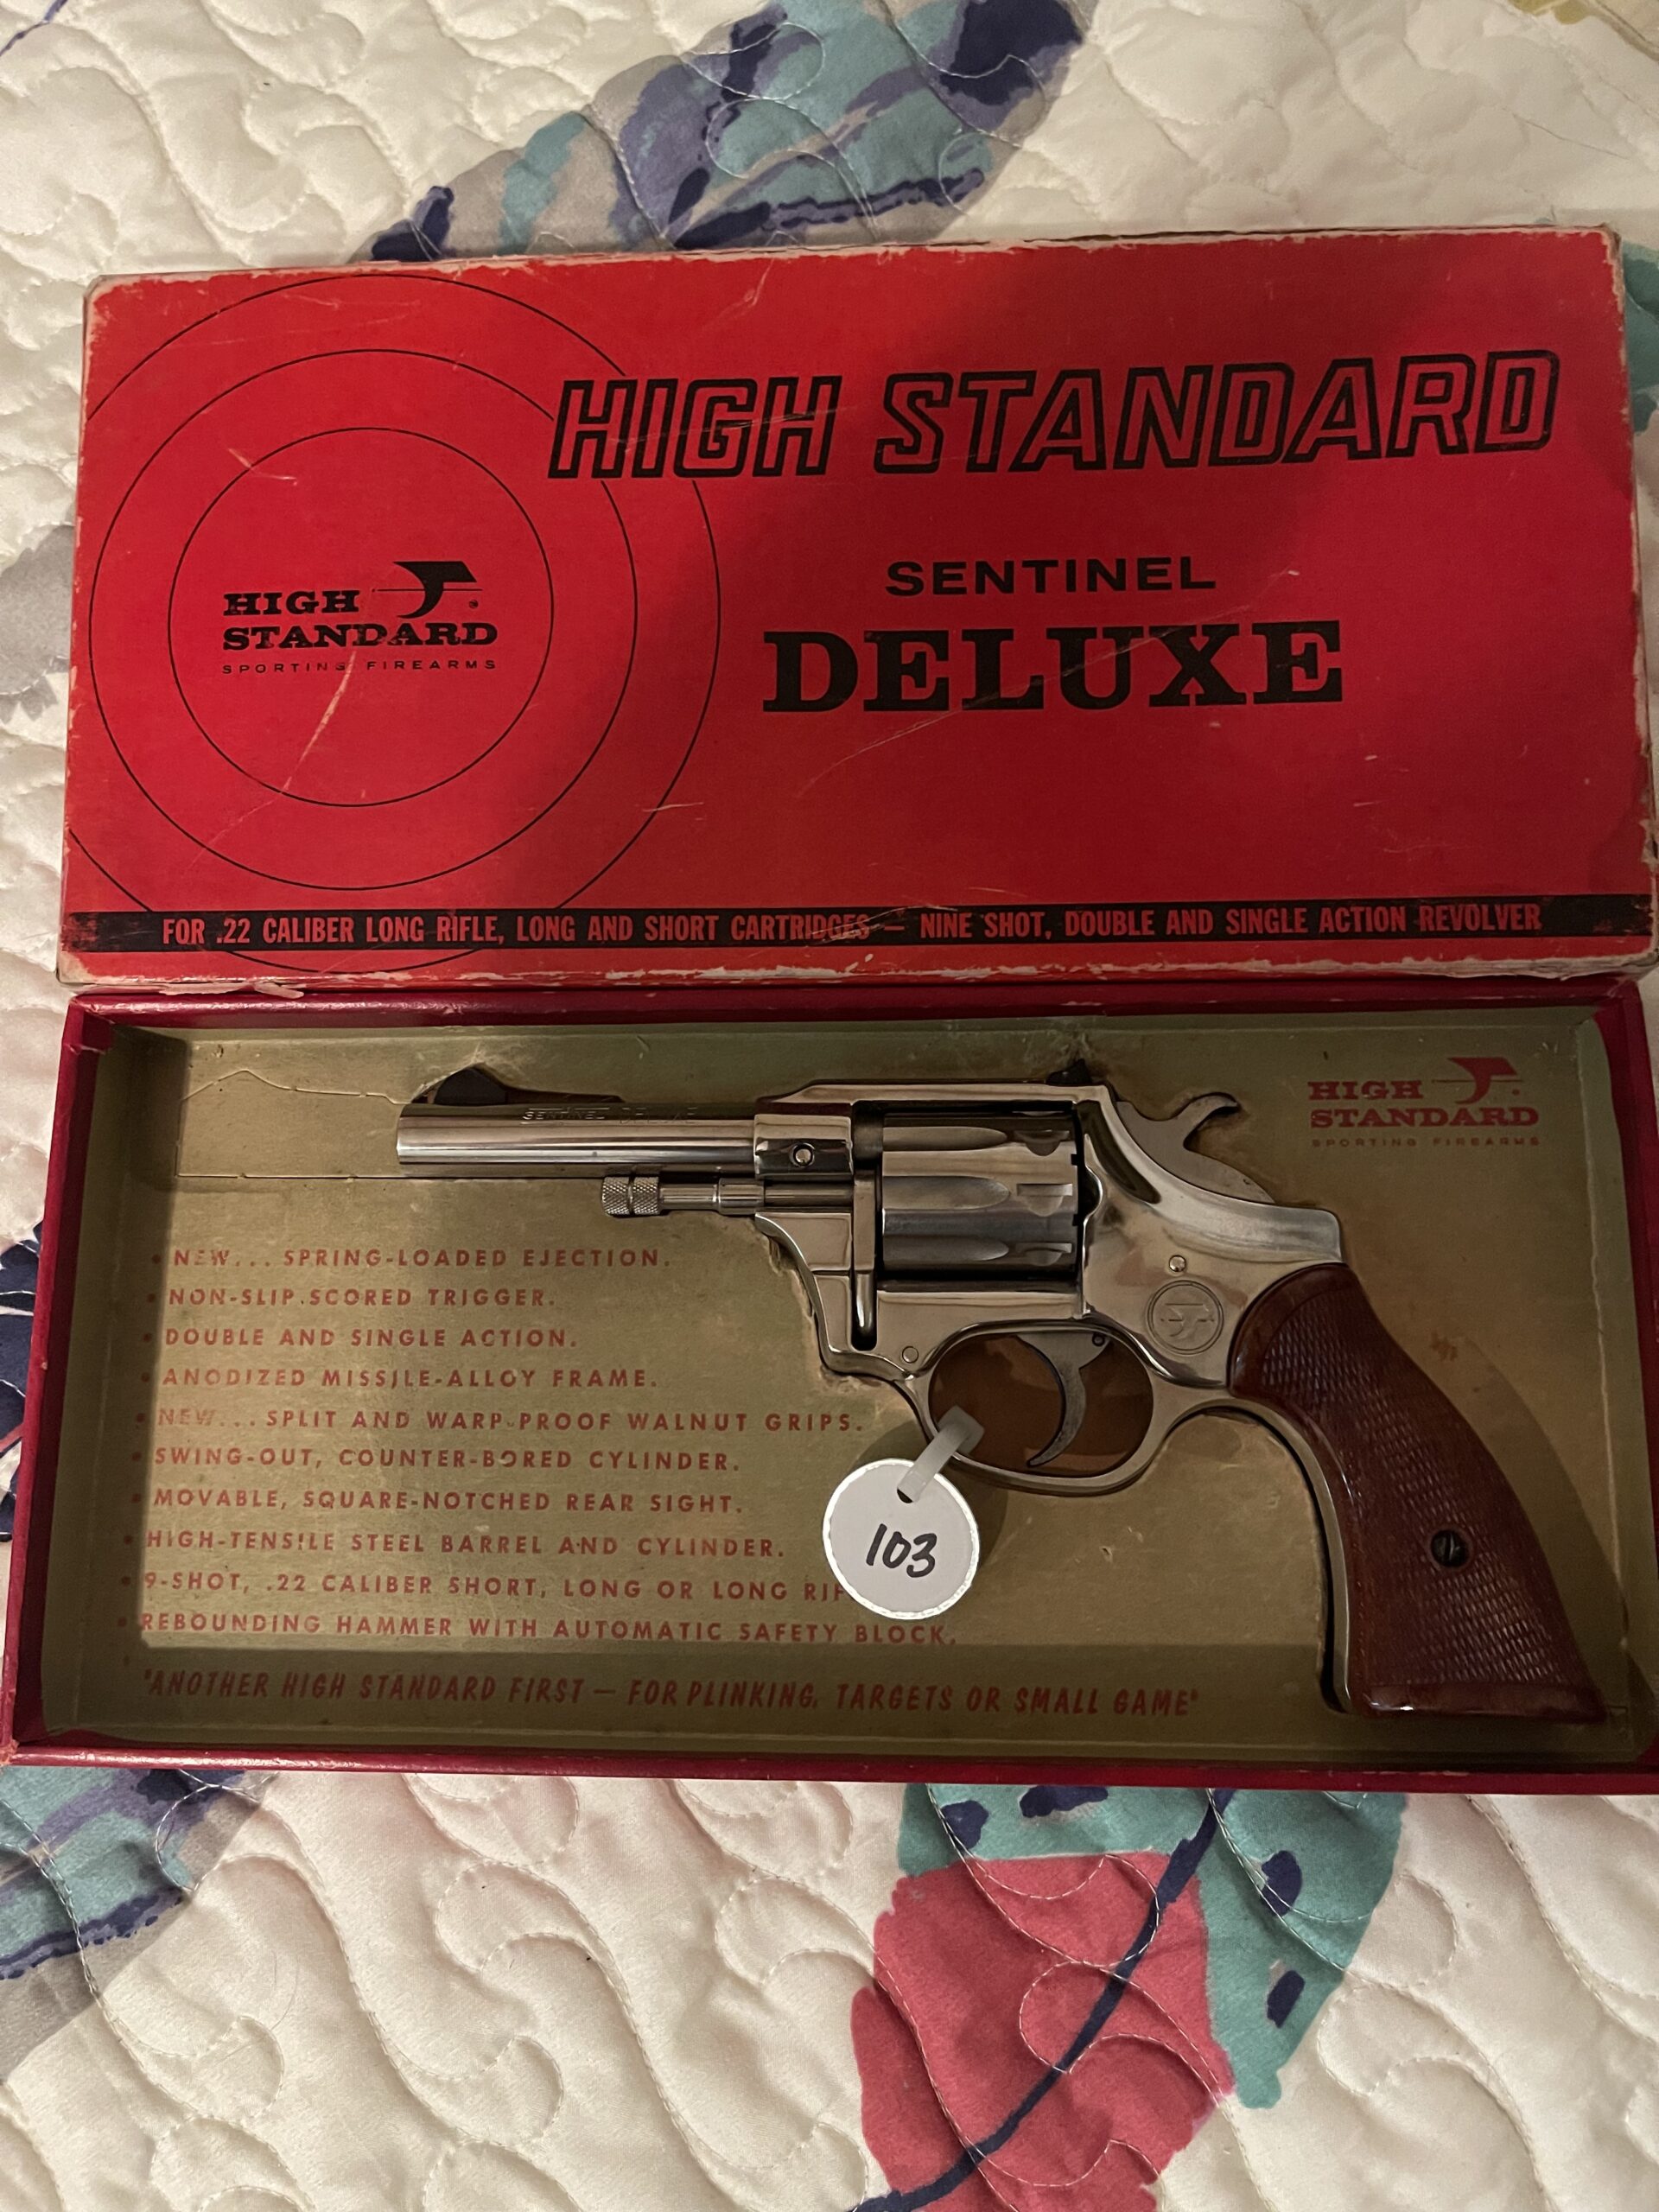 HIGH STANDARD
HIGH
STANDARD
SPORTING FIREARMS
SENTINEL
DELUXE
FOR .22 CALIBER LONG RIFLE, LONG AND SHORT CARTRIDGES — NINE SHOT, DOUBLE AND SINGLE ACTION REVOLVER
SENTINEL DELUXE
HIGH
STANDARD
SPORTING FIREARMS
• NEW... SPRING-LOADED EJECTION.
• NON-SLIP SCORED TRIGGER.
• DOUBLE AND SINGLE ACTION.
• ANODIZED MISSILE-ALLOY FRAME.
• NEW... SPLIT AND WARP-PROOF WALNUT GRIPS.
• SWING-OUT, COUNTER-BORED CYLINDER.
• MOVABLE, SQUARE-NOTCHED REAR SIGHT.
• HIGH-TENSILE STEEL BARREL AND CYLINDER.
• 9-SHOT, .22 CALIBER SHORT, LONG OR LONG RIF
• REBOUNDING HAMMER WITH AUTOMATIC SAFETY BLOCK.
"ANOTHER HIGH STANDARD FIRST — FOR PLINKING, TARGETS OR SMALL GAME"
103